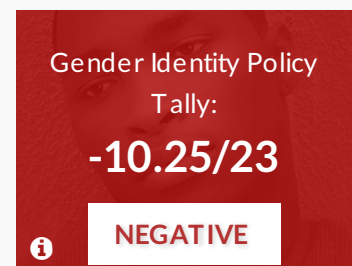 Gender Identity Policy
Tally:
-10.25/23
NEGATIVE